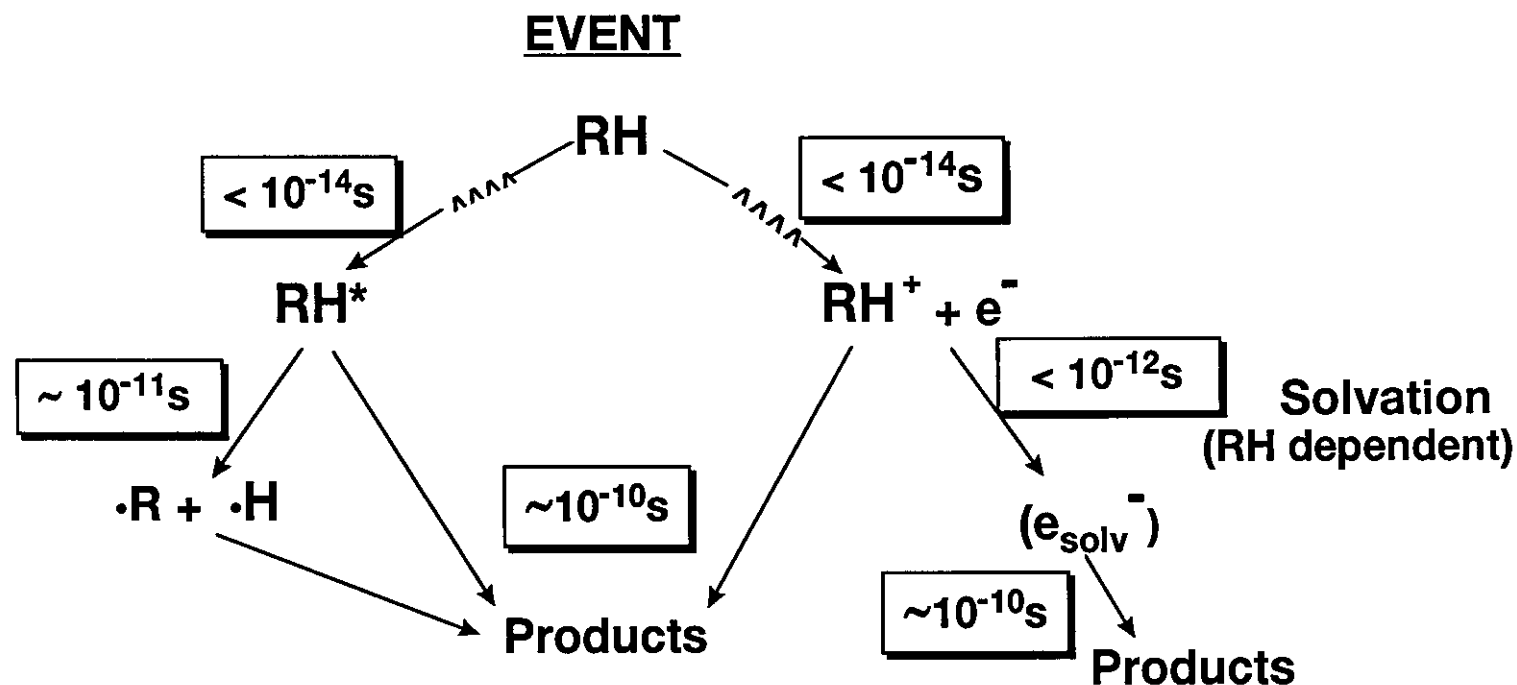 EVENT
RH
< 10⁻¹⁴s
< 10⁻¹⁴s
RH*
RH⁺ + e⁻
~ 10⁻¹¹s
< 10⁻¹²s
Solvation
(RH dependent)
·R + ·H
~10⁻¹⁰s
(e_solv⁻)
~10⁻¹⁰s
Products
Products